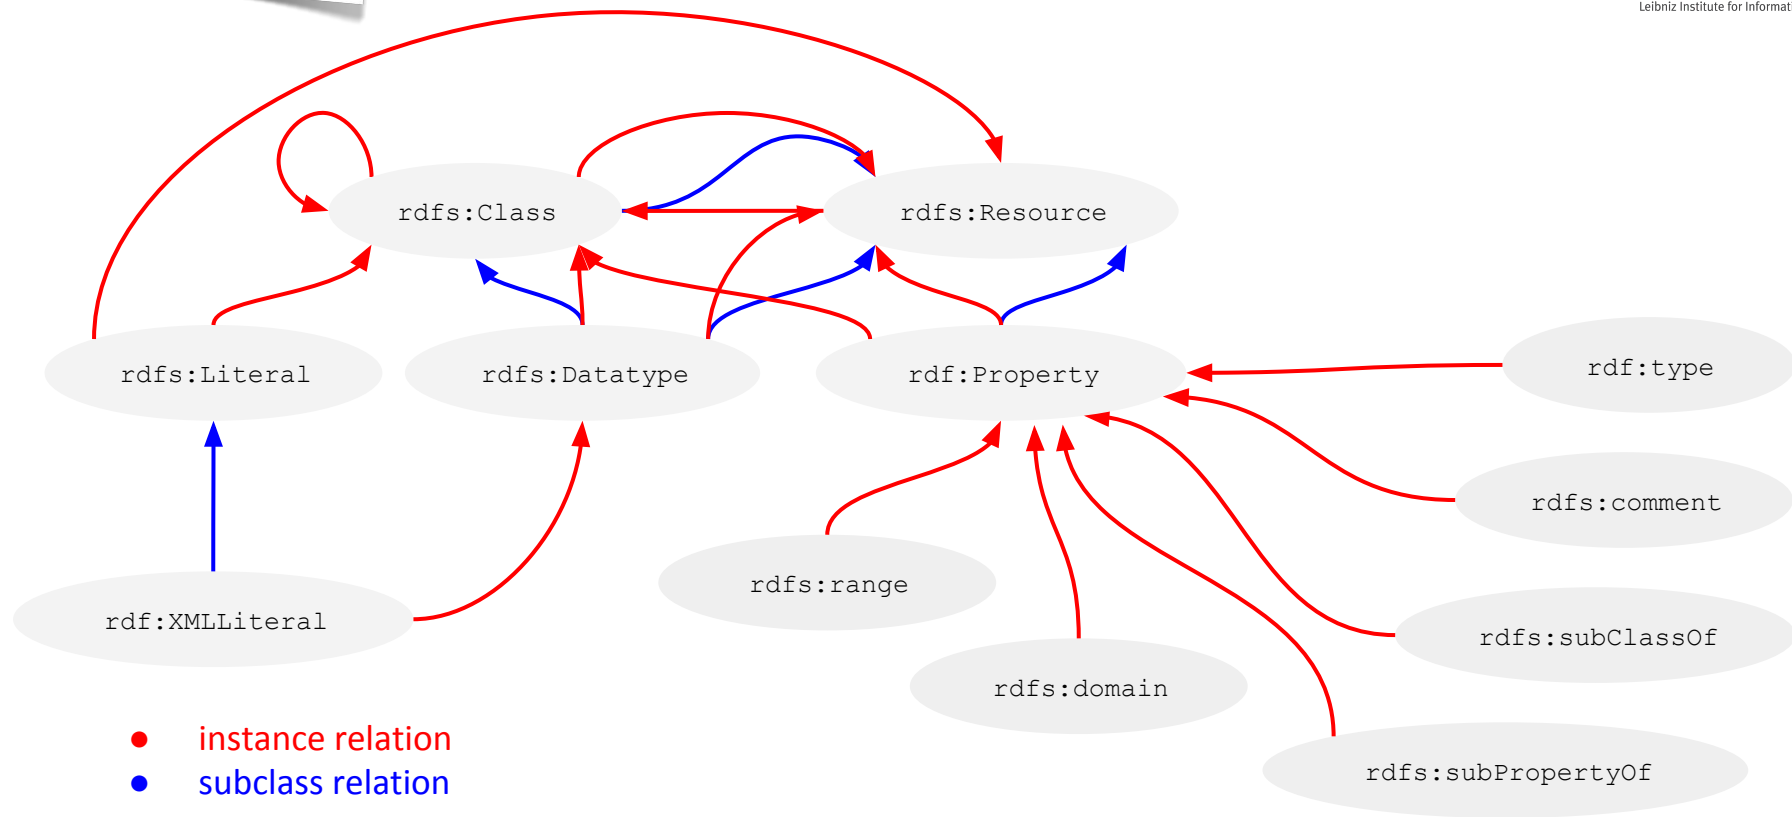 Leibniz Institute for Informat
rdfs:Class
rdfs:Resource
rdfs:Literal
rdfs:Datatype
rdf:Property
rdf:type
rdfs:comment
rdfs:range
rdf:XMLLiteral
rdfs:subClassOf
rdfs:domain
instance relation
rdfs:subPropertyOf
subclass relation